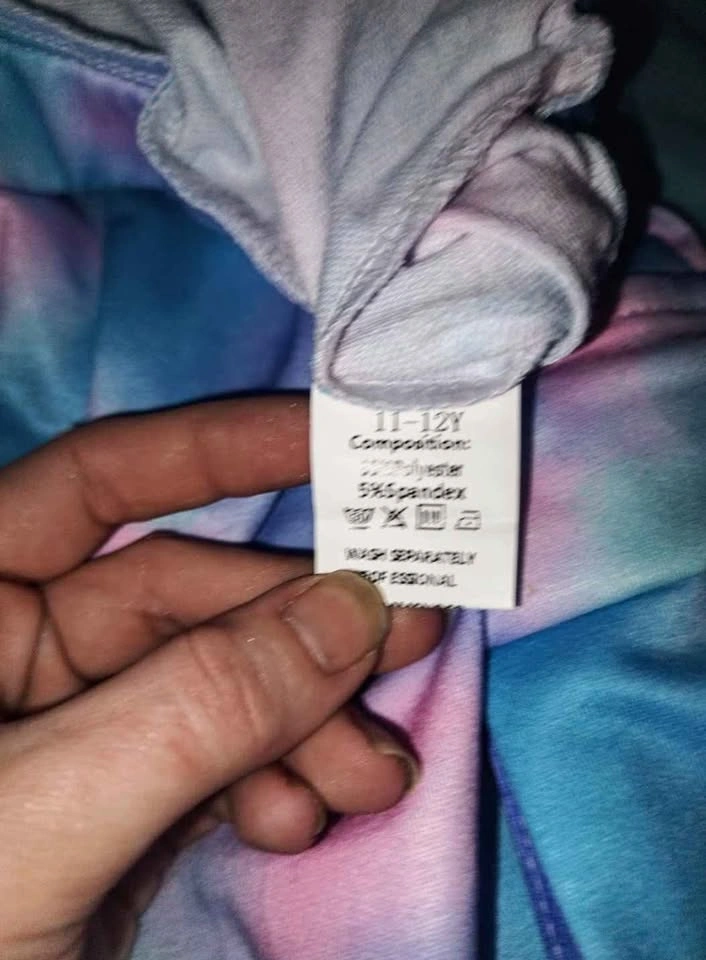 11-12Y
Composition:
Polyester
5%Spandex
WASH SEPARATELY